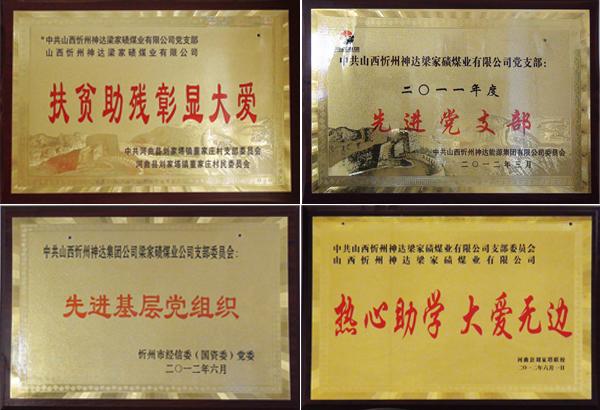 中共山西忻州神达梁家碛煤业有限公司党支部
山西忻州神达梁家碛煤业有限公司
扶贫助残彰显大爱
中共河曲县刘家塔镇董家庄村支部委员会
河曲县刘家塔镇董家庄村民委员会
中共山西忻州神达梁家碛煤业有限公司党支部：
二〇一一年度
先进党支部
中共山西忻州神达能源集团有限公司委员会
二〇一二年三月
中共山西忻州神达集团公司梁家碛煤业公司支部委员会：
先进基层党组织
忻州市经信委（国资委）党委
二〇一二年六月
中共山西忻州神达梁家碛煤业有限公司支部委员会
山西忻州神达梁家碛煤业有限公司
热心助学 大爱无边
河曲县刘家塔联校
二〇一二年六月一日